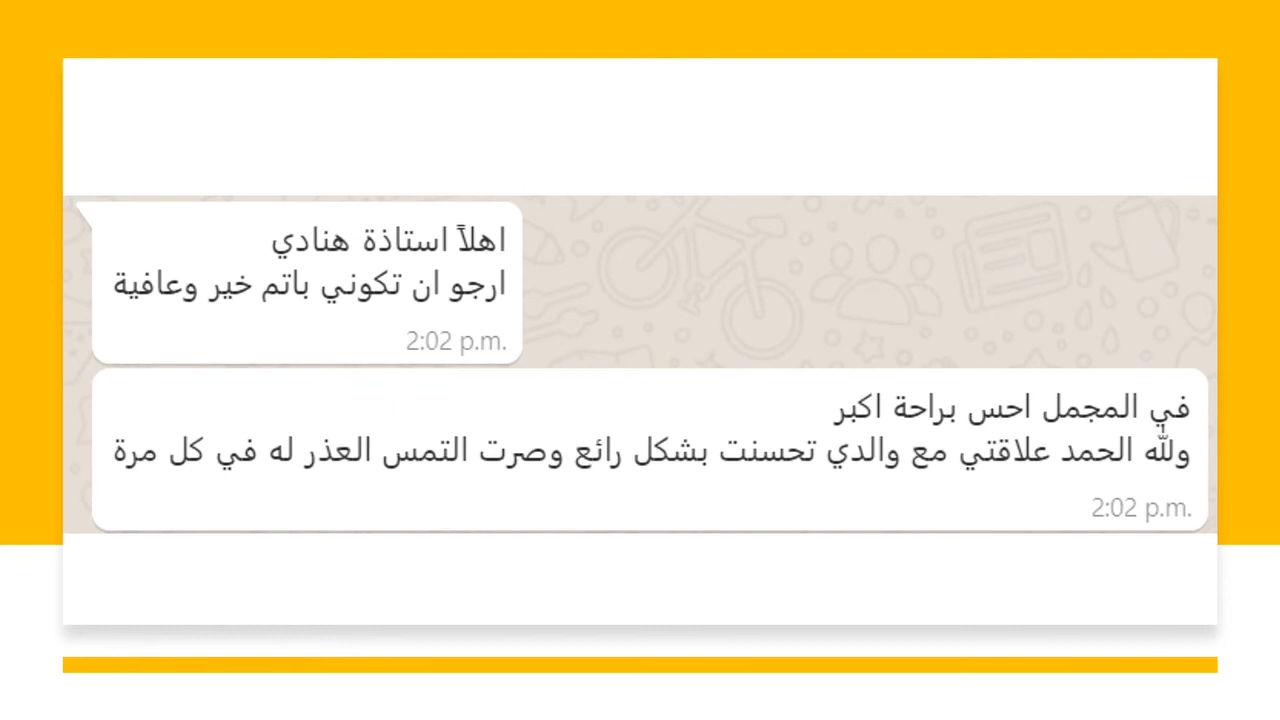 اهلاً استاذة هنادي
ارجو ان تكوني باتم خير وعافية
2:02 p.m.
في المجمل احس براحة اكبر
ولله الحمد علاقتي مع والدي تحسنت بشكل رائع وصرت التمس العذر له في كل مرة
2:02 p.m.